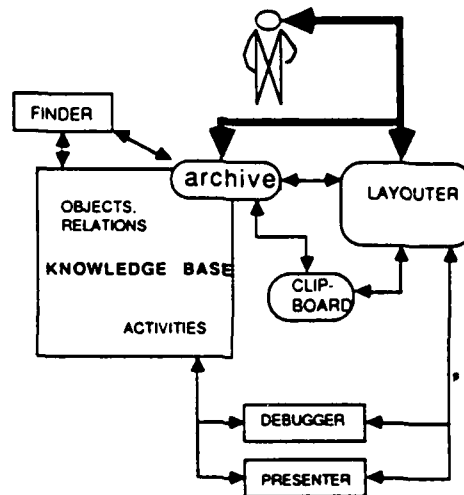 FINDER
archive
LAYOUTER
OBJECTS.
RELATIONS
KNOWLEDGE BASE
CLIP-
BOARD
ACTIVITIES
DEBUGGER
PRESENTER